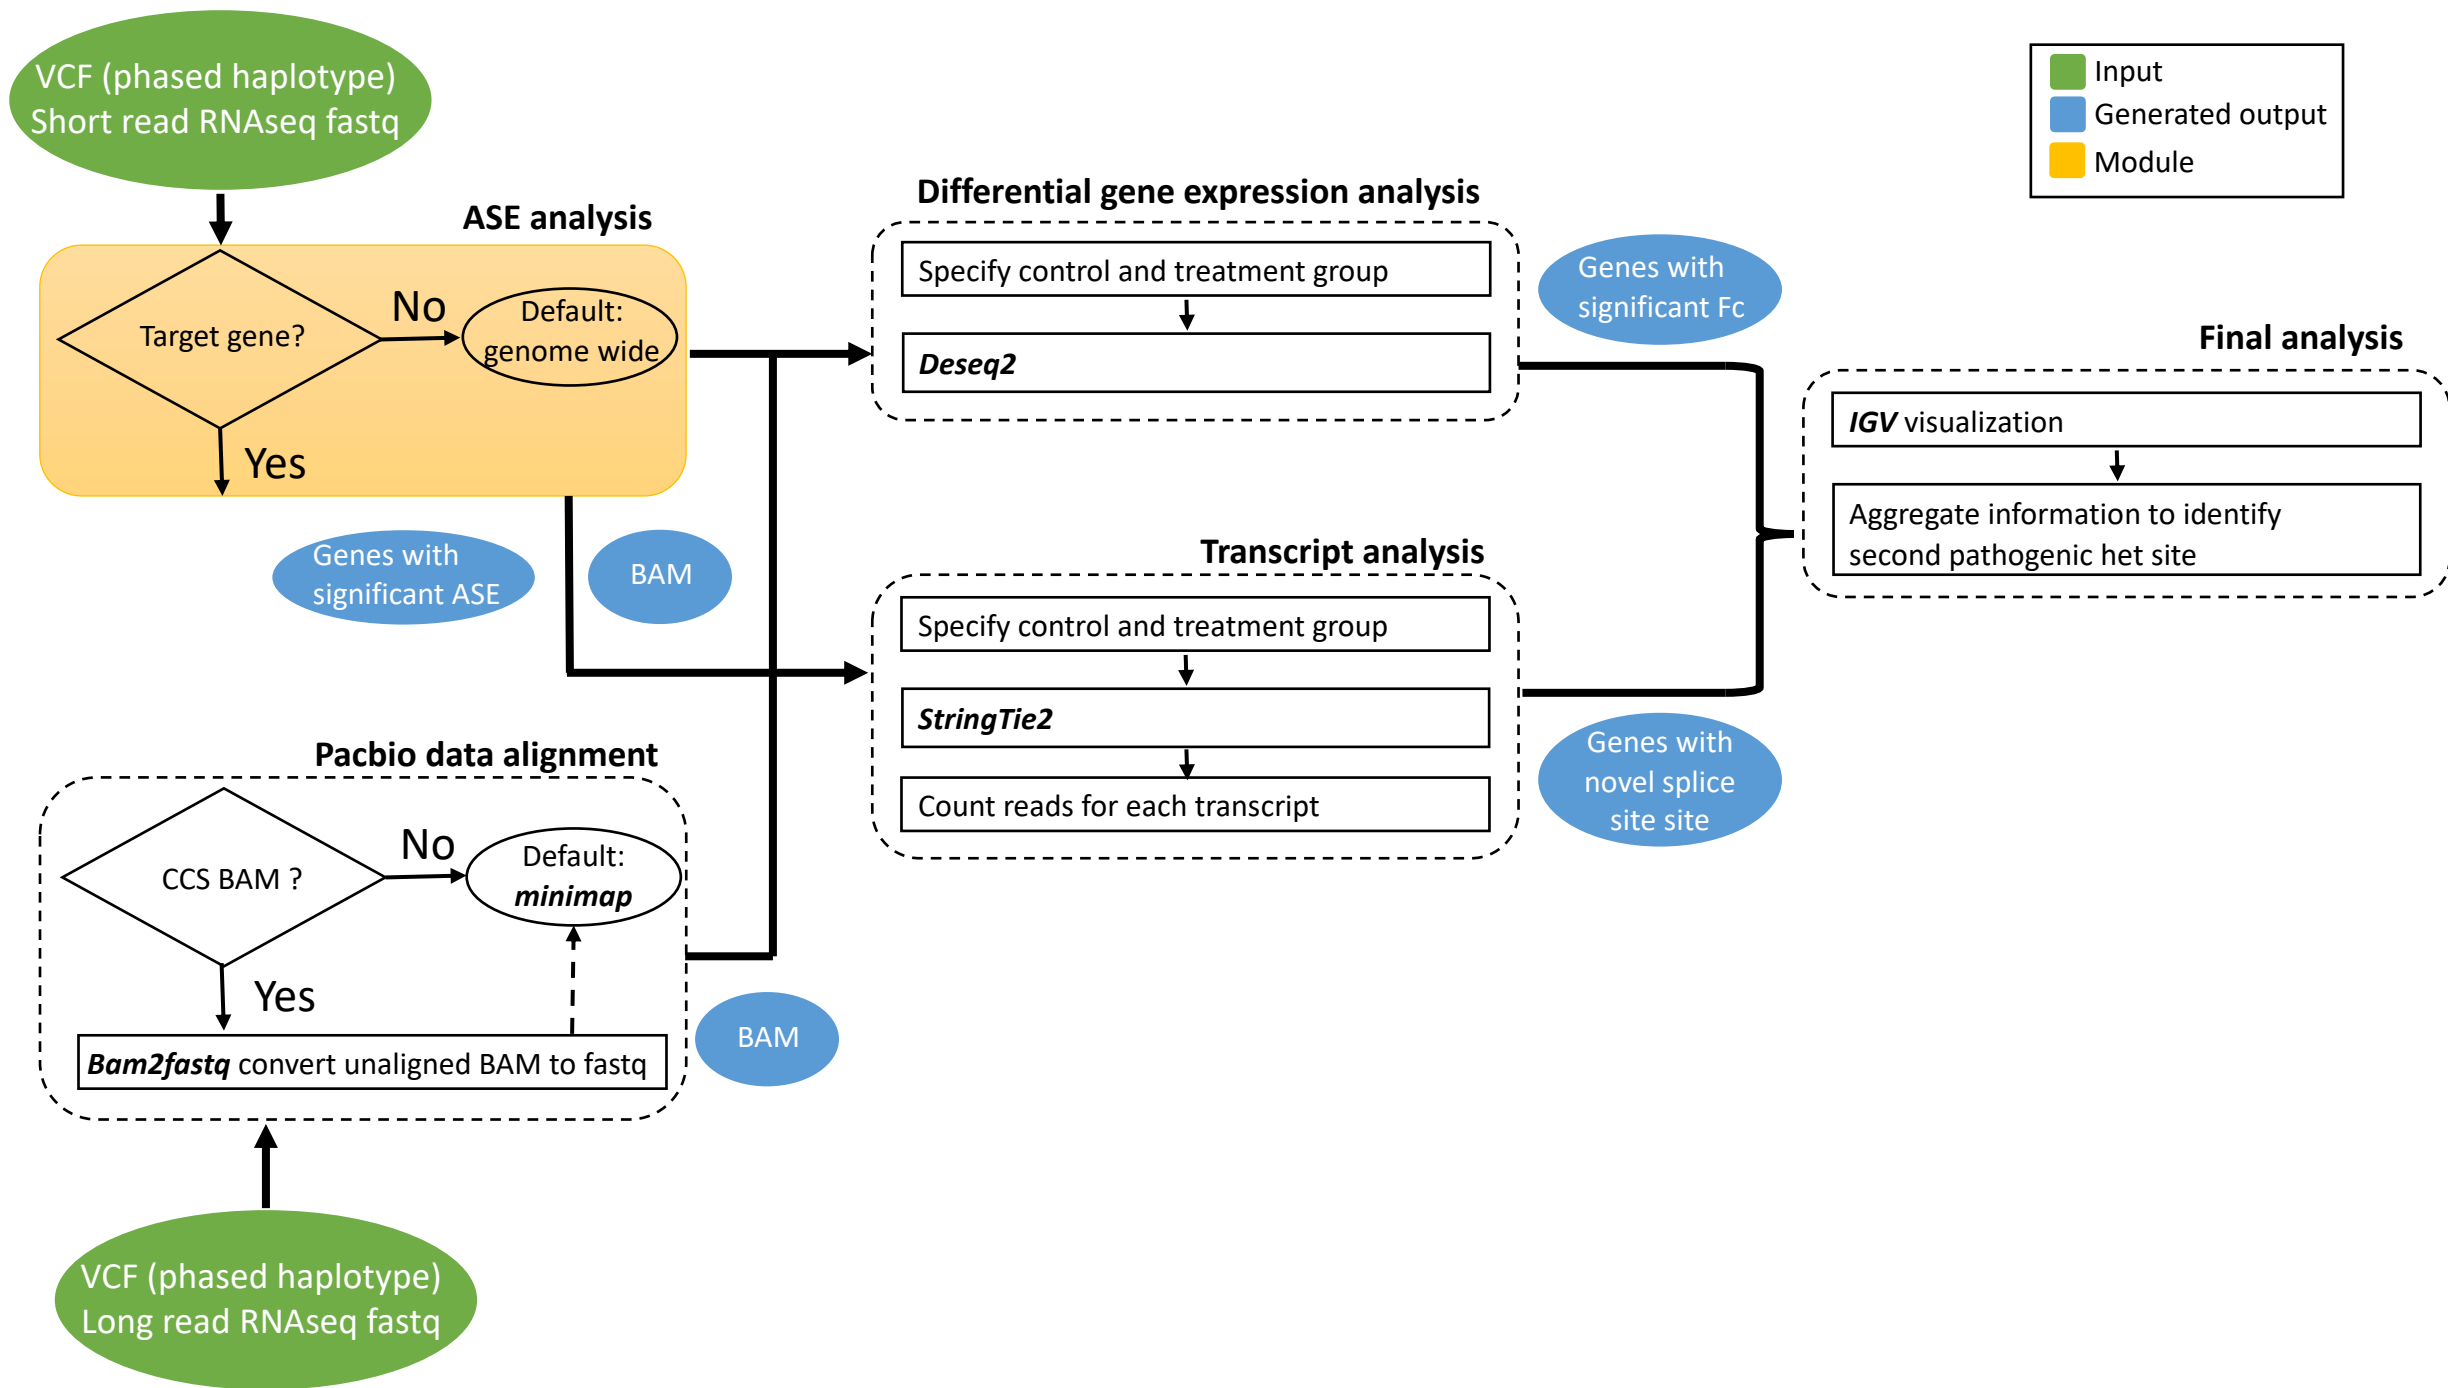 VCF (phased haplotype)
Short read RNAseq fastq
Input
Generated output
Module
ASE analysis
Target gene?
No
Default:
genome wide
Yes
Genes with
significant ASE
BAM
Differential gene expression analysis
Specify control and treatment group
Deseq2
Genes with
significant Fc
Transcript analysis
Specify control and treatment group
StringTie2
Count reads for each transcript
Genes with
novel splice
site site
Final analysis
IGV visualization
Aggregate information to identify
second pathogenic het site
Pacbio data alignment
CCS BAM ?
No
Default:
minimap
Yes
Bam2fastq convert unaligned BAM to fastq
BAM
VCF (phased haplotype)
Long read RNAseq fastq